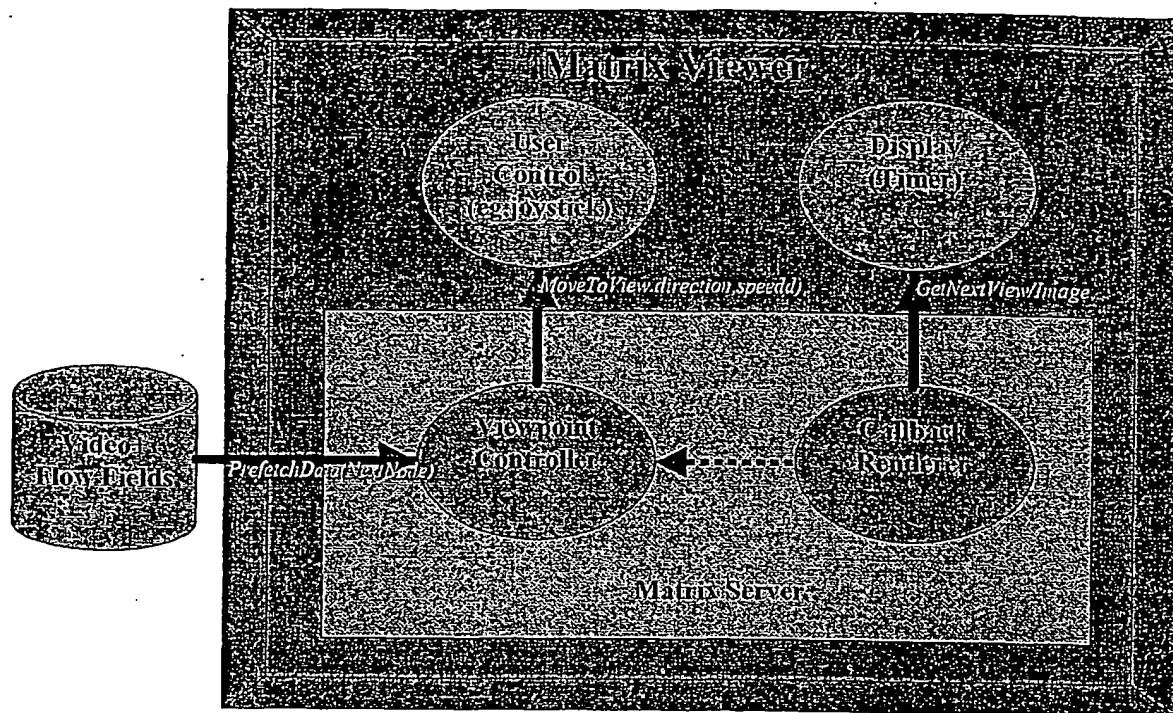 Matrix Viewer
User
Control
(eg.joystick)
Display
(Timer)
MoveToView.direction,speedd)
GetNextView/Image
Video
Flow Fields
PrefetchData(NextNode)
Viewpoint
Controller
Callback
Renderer
Matrix Server